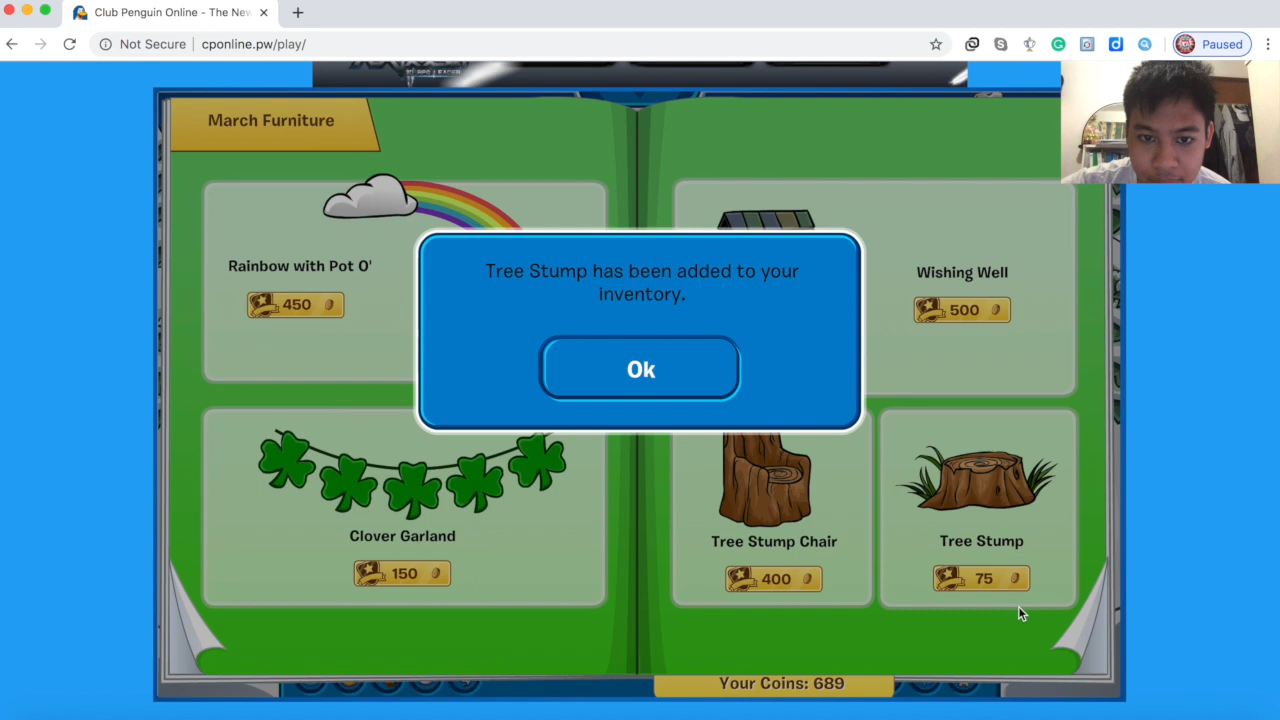 Club Penguin Online - The New
Not Secure
cponline.pw/play/
Paused
March Furniture
Rainbow with Pot O'
450
Wishing Well
500
Tree Stump has been added to your
inventory.
Ok
Clover Garland
150
Tree Stump Chair
400
Tree Stump
75
Your Coins: 689